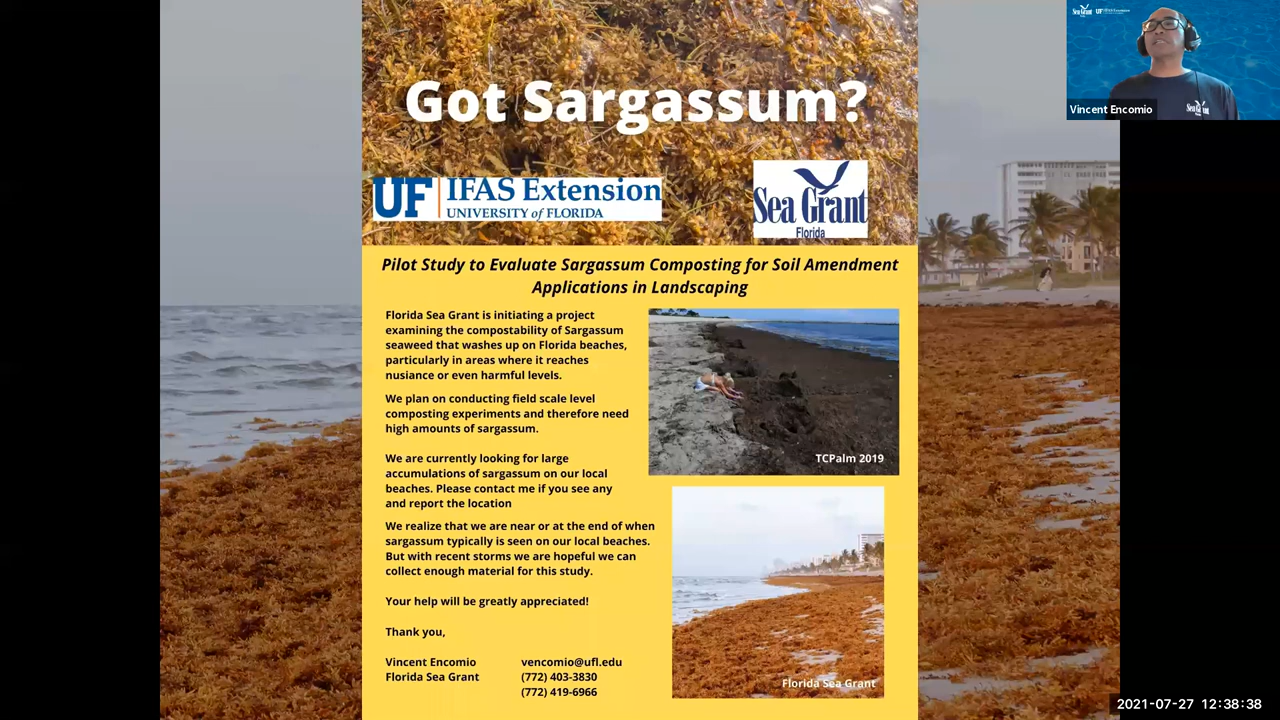 Got Sargassum?
UF IFAS Extension
UNIVERSITY of FLORIDA
Sea Grant
Florida
Pilot Study to Evaluate Sargassum Composting for Soil Amendment
Applications in Landscaping
Florida Sea Grant is initiating a project
examining the compostability of Sargassum
seaweed that washes up on Florida beaches,
particularly in areas where it reaches
nusiance or even harmful levels.
We plan on conducting field scale level
composting experiments and therefore need
high amounts of sargassum.
We are currently looking for large
accumulations of sargassum on our local
beaches. Please contact me if you see any
and report the location
We realize that we are near or at the end of when
sargassum typically is seen on our local beaches.
But with recent storms we are hopeful we can
collect enough material for this study.
Your help will be greatly appreciated!
Thank you,
Vincent Encomio vencomio@ufl.edu
Florida Sea Grant (772) 403-3830
(772) 419-6966
TCPalm 2019
Florida Sea Grant
Sea Grant
UF
Vincent Encomio
Sea Grant
2021-07-27 12:38:38